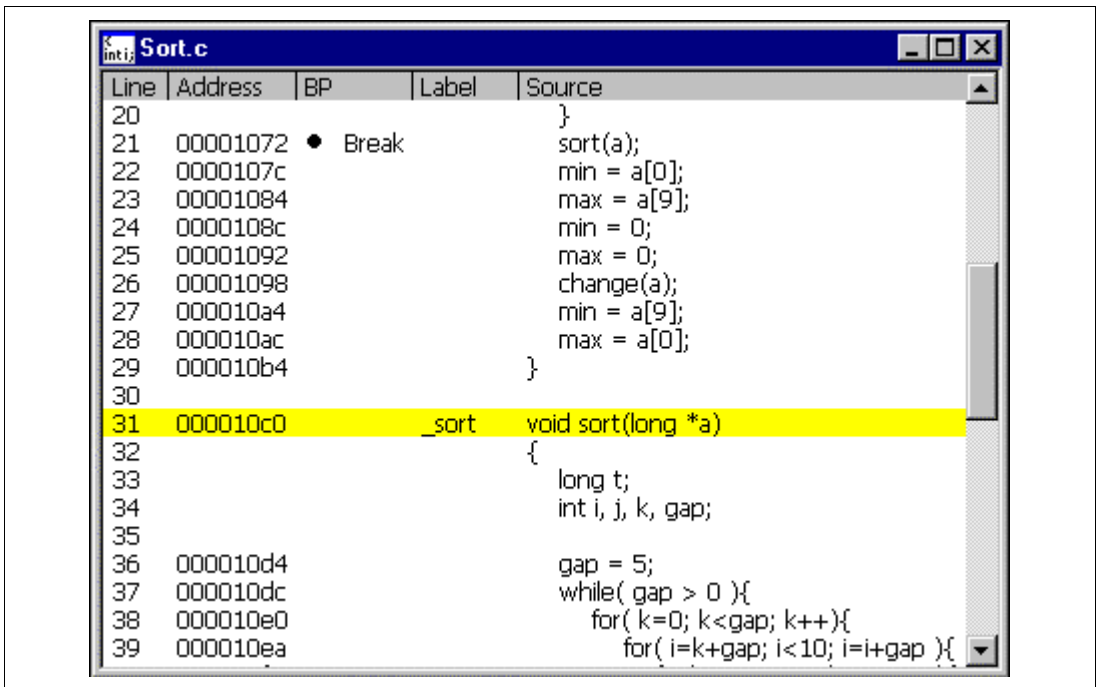 Sort.c
Line Address BP Label Source
20 }
21 00001072 ● Break sort(a);
22 0000107c min = a[0];
23 00001084 max = a[9];
24 0000108c min = 0;
25 00001092 max = 0;
26 00001098 change(a);
27 000010a4 min = a[9];
28 000010ac max = a[0];
29 000010b4 }
30
31 000010c0 _sort void sort(long *a)
32 {
33 long t;
34 int i, j, k, gap;
35
36 000010d4 gap = 5;
37 000010dc while( gap > 0 ){
38 000010e0 for( k=0; k<gap; k++){
39 000010ea for( i=k+gap; i<10; i=i+gap ){